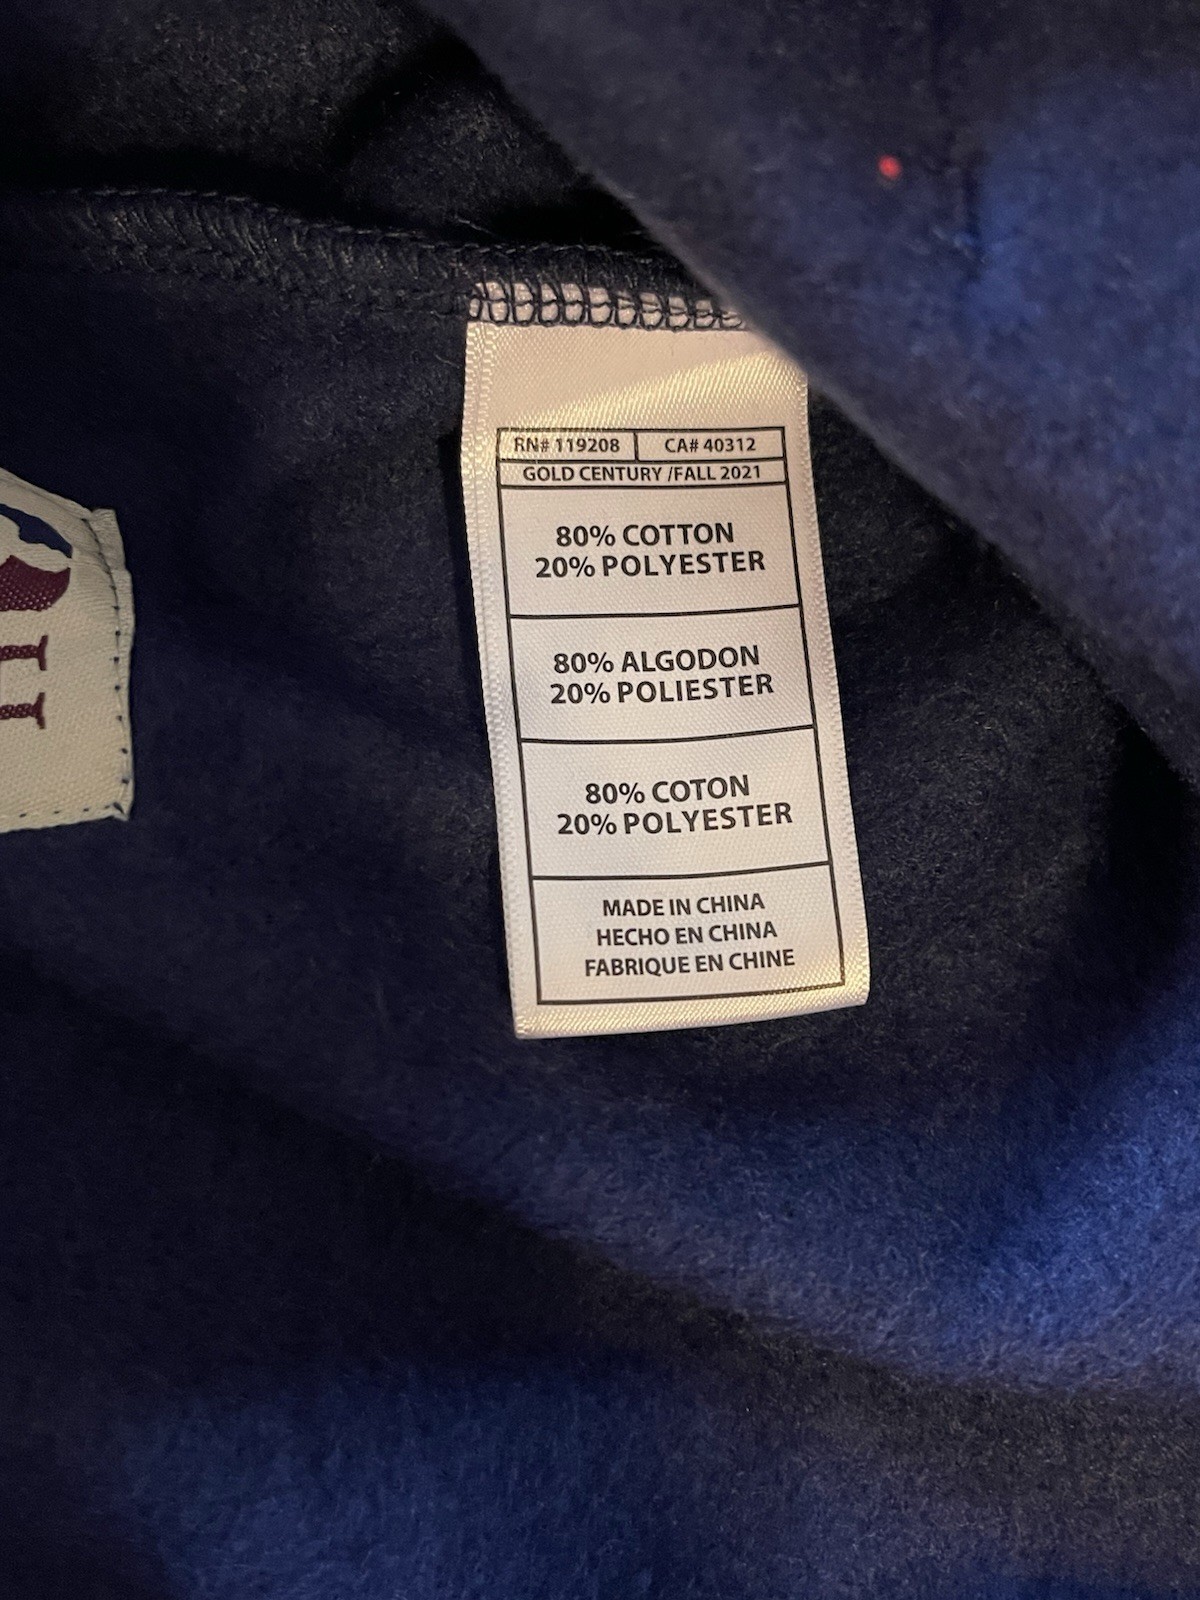 RN# 119208 CA# 40312
GOLD CENTURY /FALL 2021
80% COTTON
20% POLYESTER
80% ALGODON
20% POLIESTER
80% COTON
20% POLYESTER
MADE IN CHINA
HECHO EN CHINA
FABRIQUE EN CHINE